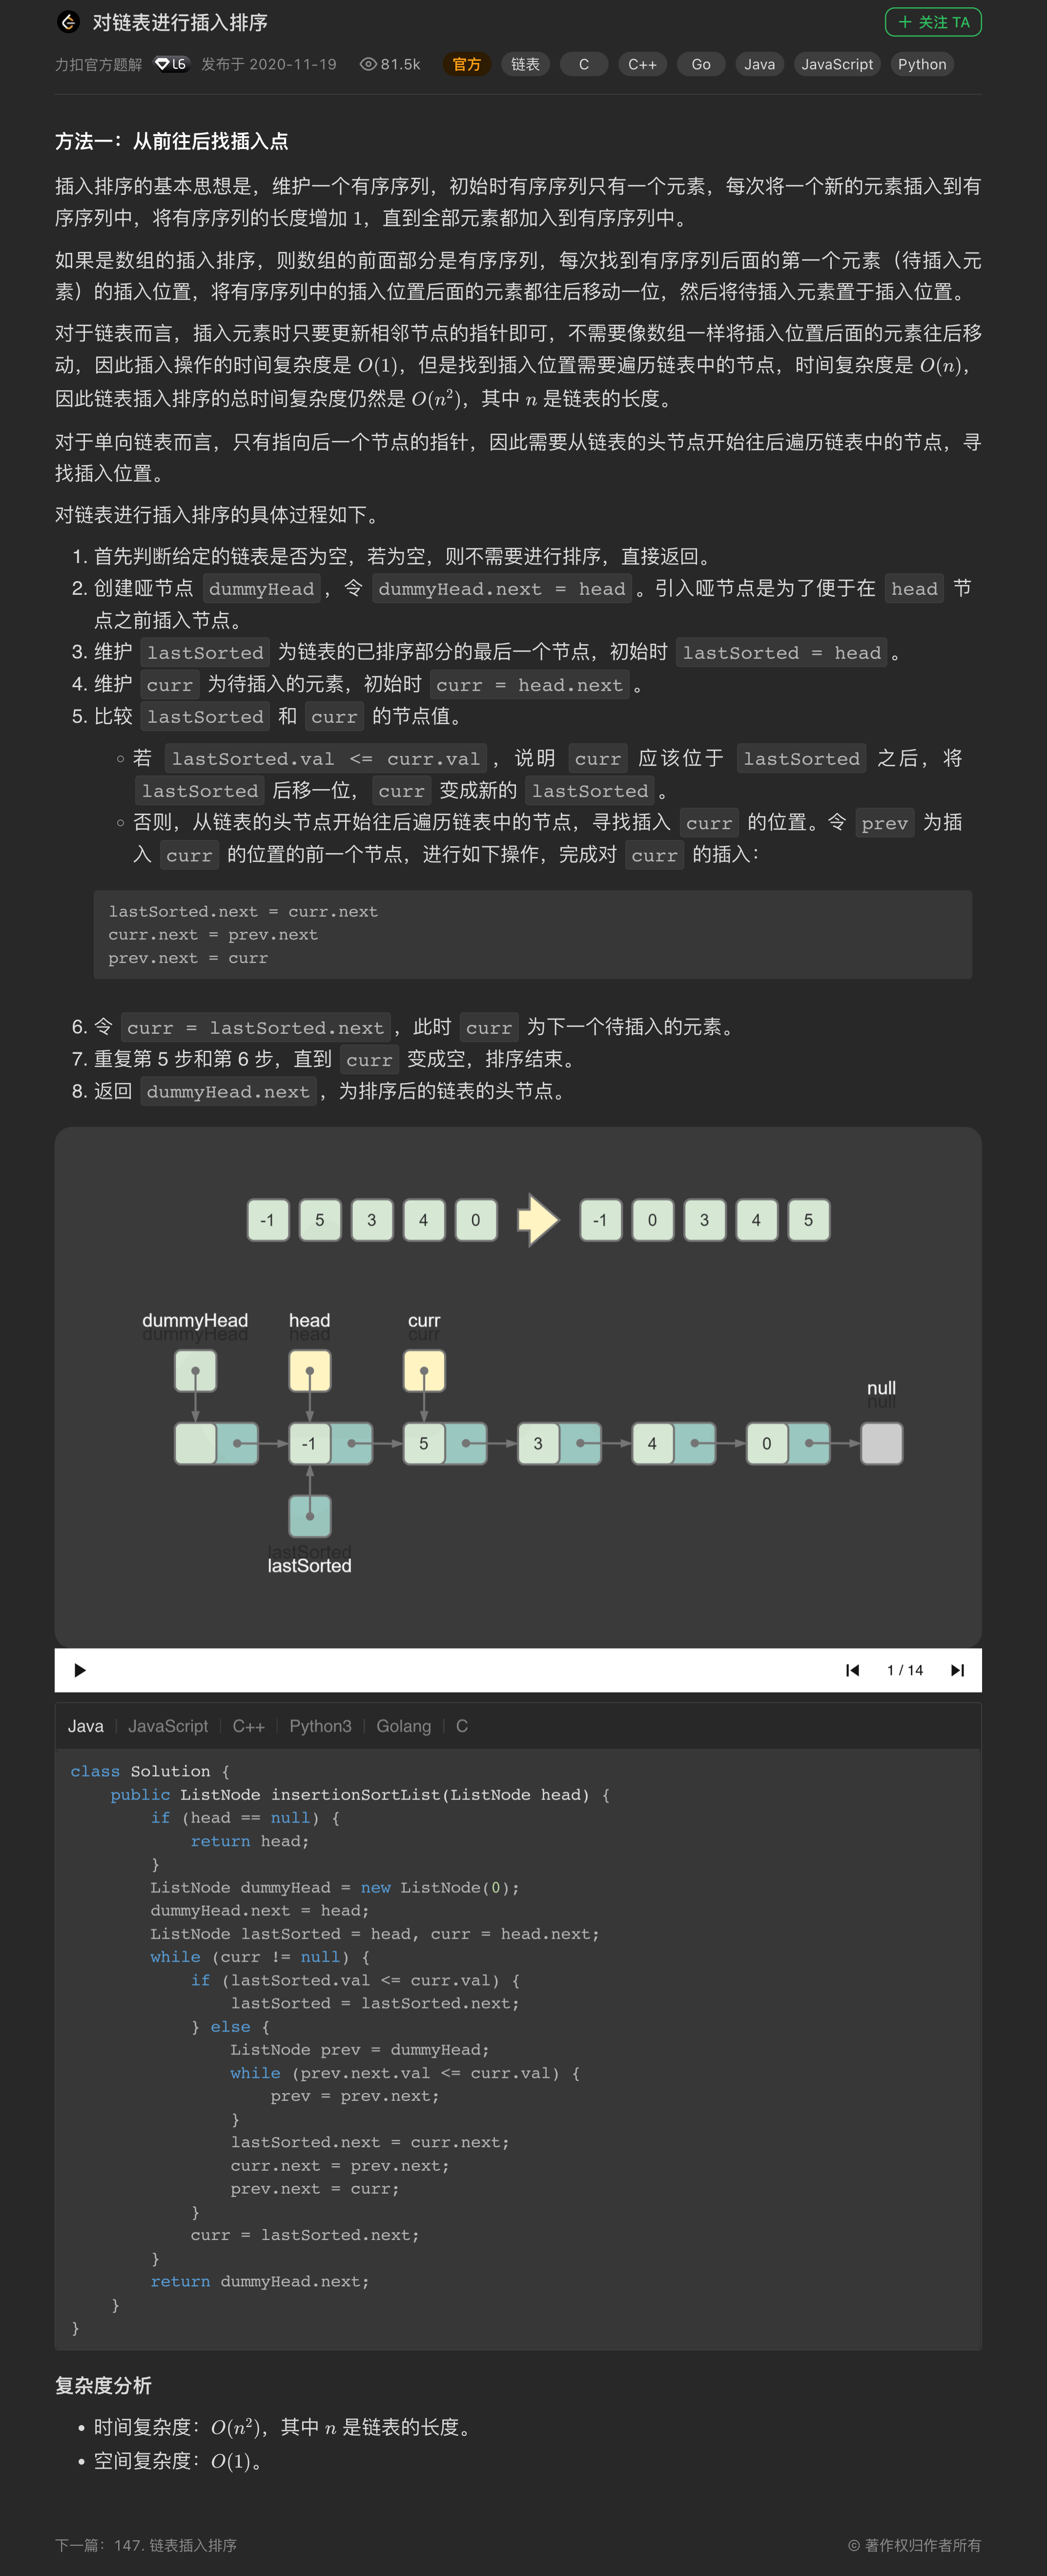 对链表进行插入排序
关注 TA
力扣官方题解 L6 发布于 2020-11-19 81.5k 官方 链表 C C++ Go Java JavaScript Python
方法一：从前往后找插入点
插入排序的基本思想是，维护一个有序序列，初始时有序序列只有一个元素，每次将一个新的元素插入到有
序序列中，将有序序列的长度增加 1，直到全部元素都加入到有序序列中。
如果是数组的插入排序，则数组的前面部分是有序序列，每次找到有序序列后面的第一个元素（待插入元
素）的插入位置，将有序序列中的插入位置后面的元素都往后移动一位，然后将待插入元素置于插入位置。
对于链表而言，插入元素时只要更新相邻节点的指针即可，不需要像数组一样将插入位置后面的元素往后移
动，因此插入操作的时间复杂度是 O(1)，但是找到插入位置需要遍历链表中的节点，时间复杂度是 O(n)，
因此链表插入排序的总时间复杂度仍然是 O(n²)，其中 n 是链表的长度。
对于单向链表而言，只有指向后一个节点的指针，因此需要从链表的头节点开始往后遍历链表中的节点，寻
找插入位置。
对链表进行插入排序的具体过程如下。
1. 首先判断给定的链表是否为空，若为空，则不需要进行排序，直接返回。
2. 创建哑节点 dummyHead，令 dummyHead.next = head。引入哑节点是为了便于在 head 节
点之前插入节点。
3. 维护 lastSorted 为链表的已排序部分的最后一个节点，初始时 lastSorted = head。
4. 维护 curr 为待插入的元素，初始时 curr = head.next。
5. 比较 lastSorted 和 curr 的节点值。
◦ 若 lastSorted.val <= curr.val，说明 curr 应该位于 lastSorted 之后，将
lastSorted 后移一位，curr 变成新的 lastSorted。
◦ 否则，从链表的头节点开始往后遍历链表中的节点，寻找插入 curr 的位置。令 prev 为插
入 curr 的位置的前一个节点，进行如下操作，完成对 curr 的插入：
lastSorted.next = curr.next
curr.next = prev.next
prev.next = curr
6. 令 curr = lastSorted.next，此时 curr 为下一个待插入的元素。
7. 重复第 5 步和第 6 步，直到 curr 变成空，排序结束。
8. 返回 dummyHead.next，为排序后的链表的头节点。
-1 5 3 4 0 -1 0 3 4 5
dummyHead head curr
null
-1 5 3 4 0
lastSorted
1 / 14
Java JavaScript C++ Python3 Golang C
class Solution {
    public ListNode insertionSortList(ListNode head) {
        if (head == null) {
            return head;
        }
        ListNode dummyHead = new ListNode(0);
        dummyHead.next = head;
        ListNode lastSorted = head, curr = head.next;
        while (curr != null) {
            if (lastSorted.val <= curr.val) {
                lastSorted = lastSorted.next;
            } else {
                ListNode prev = dummyHead;
                while (prev.next.val <= curr.val) {
                    prev = prev.next;
                }
                lastSorted.next = curr.next;
                curr.next = prev.next;
                prev.next = curr;
            }
            curr = lastSorted.next;
        }
        return dummyHead.next;
    }
}
复杂度分析
• 时间复杂度：O(n²)，其中 n 是链表的长度。
• 空间复杂度：O(1)。
下一篇：147. 链表插入排序
© 著作权归作者所有